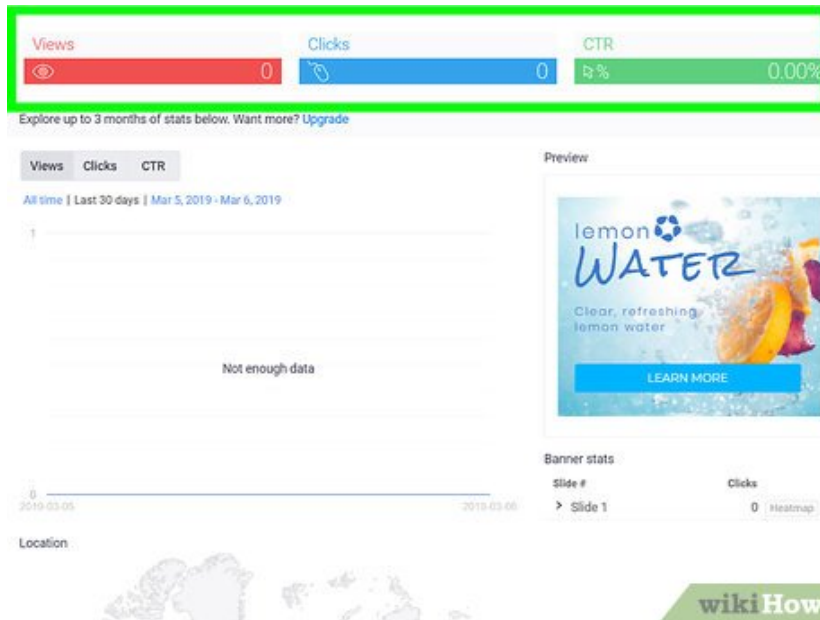 Views Clicks CTR
0 0 % 0.00%
Explore up to 3 months of stats below. Want more? Upgrade
Views Clicks CTR
Preview
All time | Last 30 days | Mar 5, 2019 - Mar 6, 2019
1
lemon
WATER
Clear, refreshing
lemon water
Not enough data
LEARN MORE
Banner stats
Slide # Clicks
0
Slide 1 0 Heatmap
2019-03-05 2019-03-06
Location
wikiHow